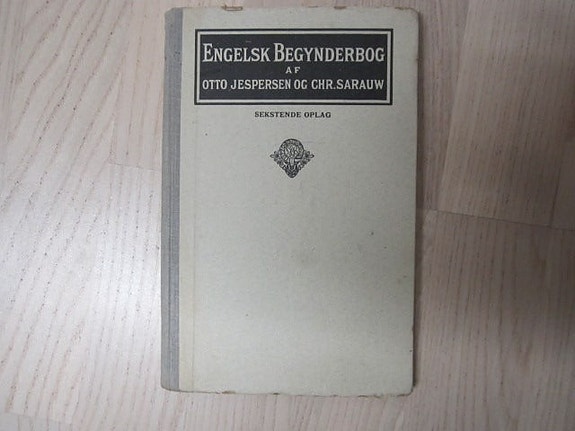 ENGELSK BEGYNDERBOG
AF
OTTO JESPERSEN OG CHR. SARAUW
SEKSTENDE OPLAG